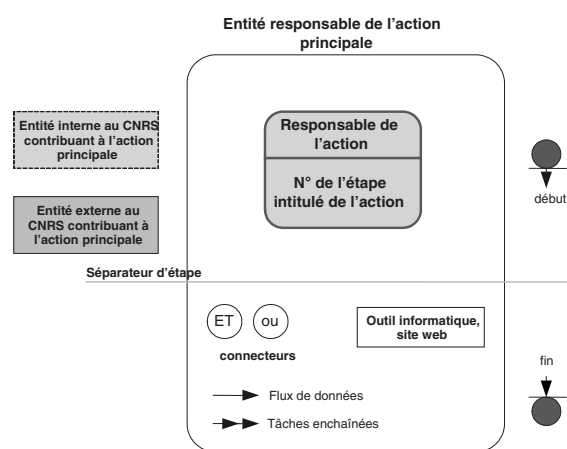 Entité responsable de l'action
principale
Entité interne au CNRS
contribuant à l'action
principale
Responsable de
l'action
N° de l'étape
intitulé de l'action
début
Entité externe au
CNRS contribuant à
l'action principale
Séparateur d'étape
ET
ou
connecteurs
Outil informatique,
site web
fin
Flux de données
Tâches enchaînées